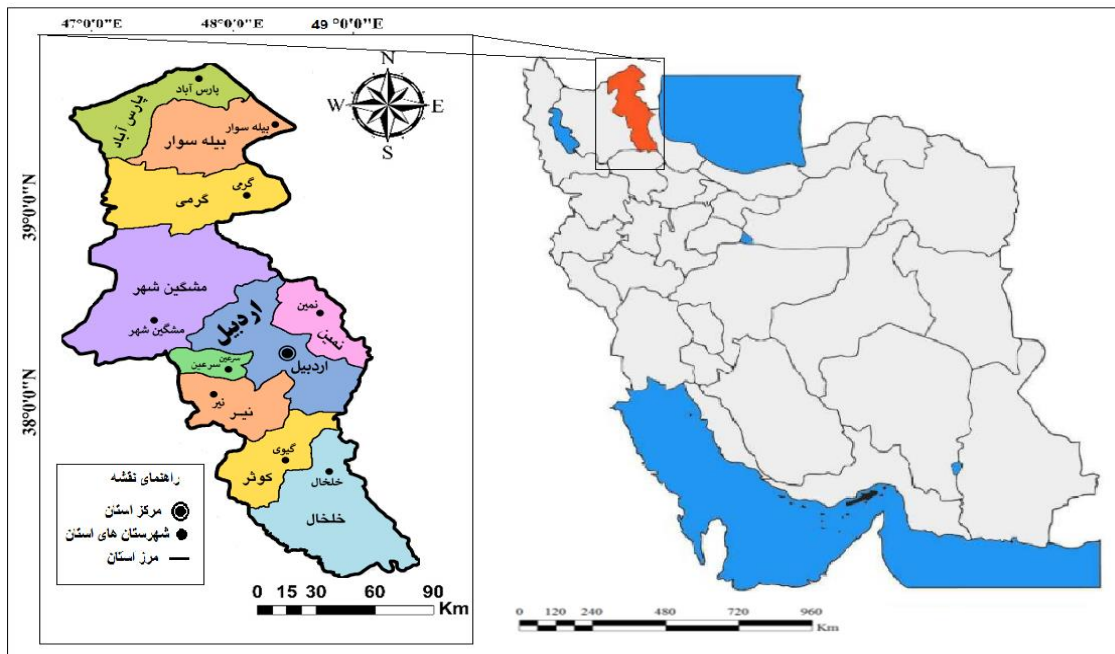 47°0'0"E 48°0'0"E 49°0'0"E
39°0'0"N
38°0'0"N
N
W E
S
پارس آباد
پارس آباد
بیله سوار
بیله سوار
گرمی
گرمی
مشگین شهر
مشگین شهر
اردبیل
اردبیل
نمین
نمین
سرعین
سرعین
نیر
نیر
گیوی
کوثر
خلخال
خلخال
راهنمای نقشه
مرکز استان
شهرستان های استان
مرز استان
0 15 30 60 90
Km
0 120 240 480 720 960
Km